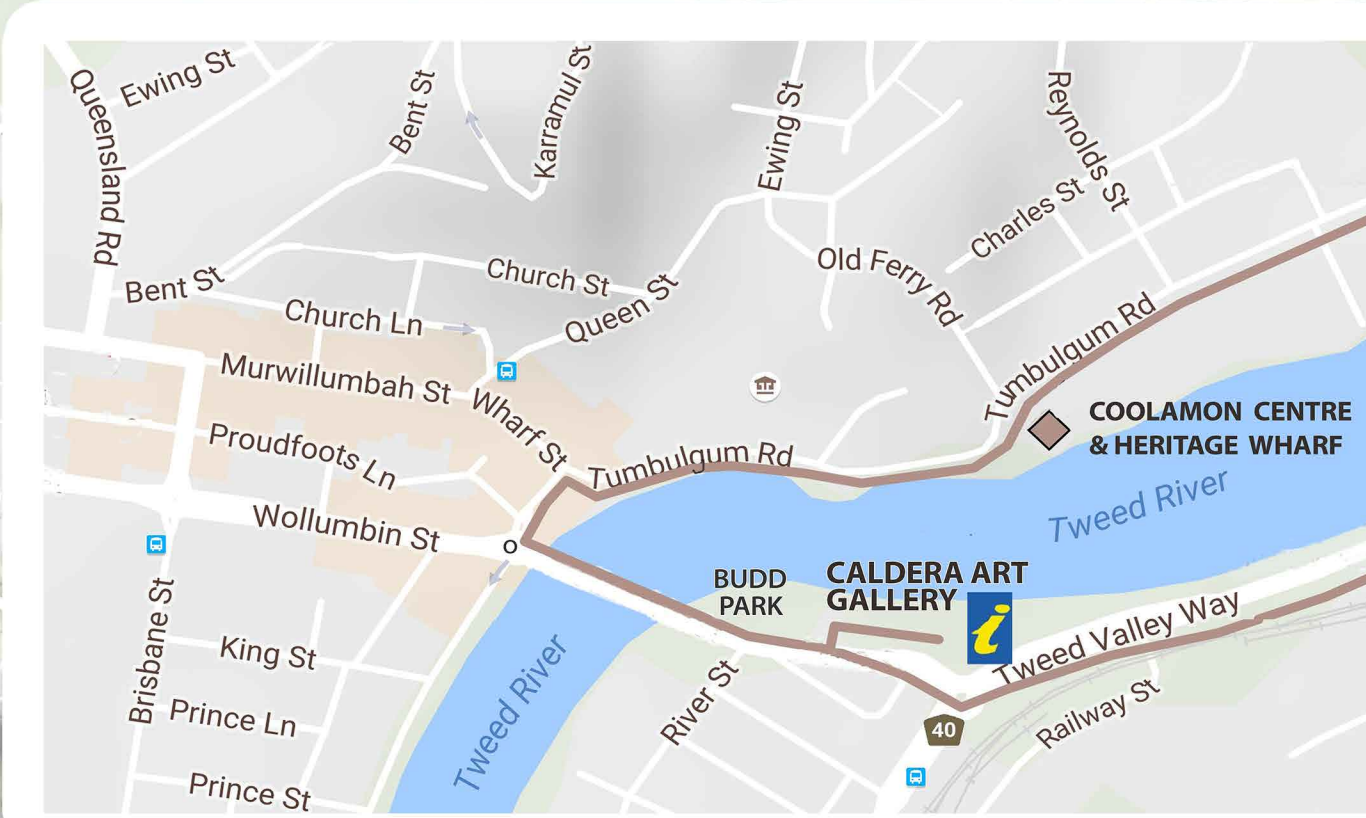 Ewing St
Queensland Rd
Bent St
Karramul St
Ewing St
Reynolds St
Charles St
Bent St
Church St
Old Ferry Rd
Church Ln
Queen St
Tumbulgum Rd
Murwillumbah St
Wharf St
COOLAMON CENTRE
& HERITAGE WHARF
Proudfoots Ln
Tumbulgum Rd
Tweed River
Wollumbin St
O
BUDD
PARK
CALDERA ART
GALLERY
i
Tweed Valley Way
Brisbane St
King St
Tweed River
River St
Railway St
Prince Ln
40
Prince St